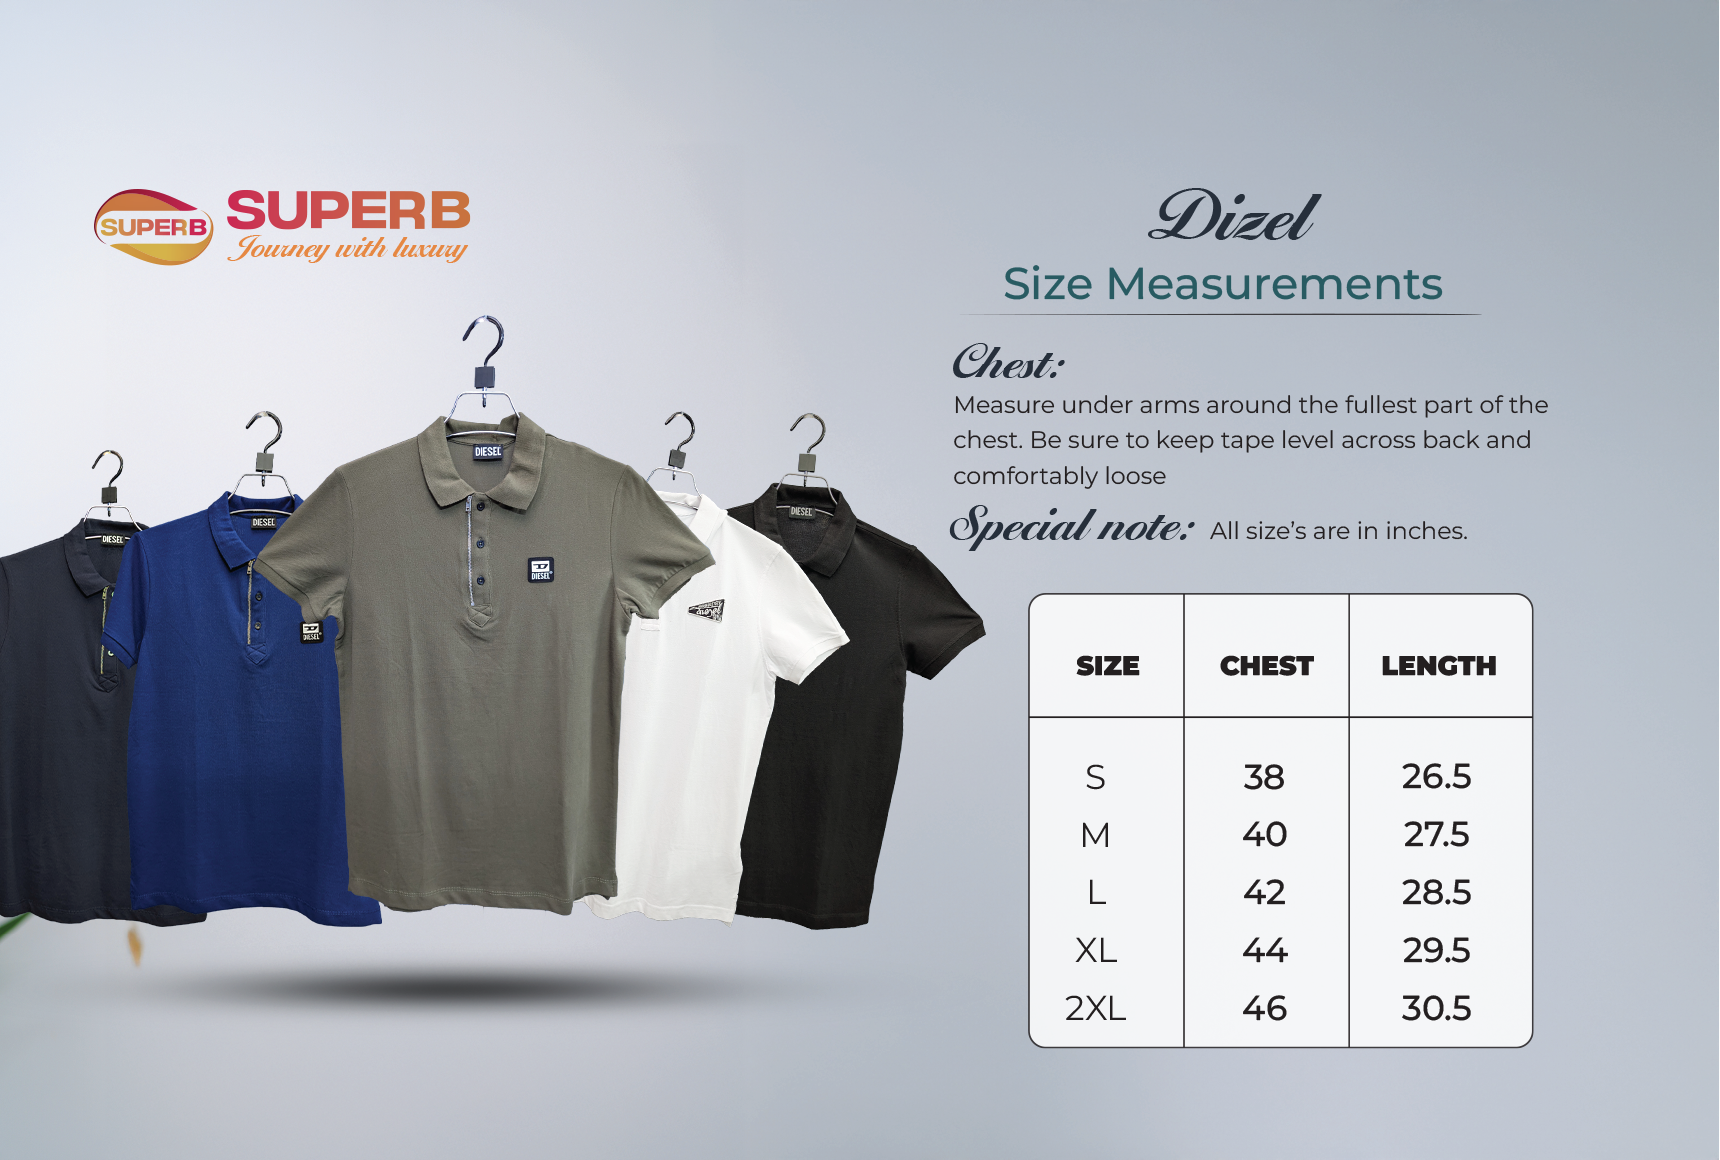 SUPERB
SUPERB
Journey with luxury
Dizel
Size Measurements
Chest:
Measure under arms around the fullest part of the
chest. Be sure to keep tape level across back and
comfortably loose
Special note: All size's are in inches.
SIZE CHEST LENGTH
S 38 26.5
M 40 27.5
L 42 28.5
XL 44 29.5
2XL 46 30.5
DIESEL
DIESEL
DIESEL
DIESEL
DIESEL
DIESEL